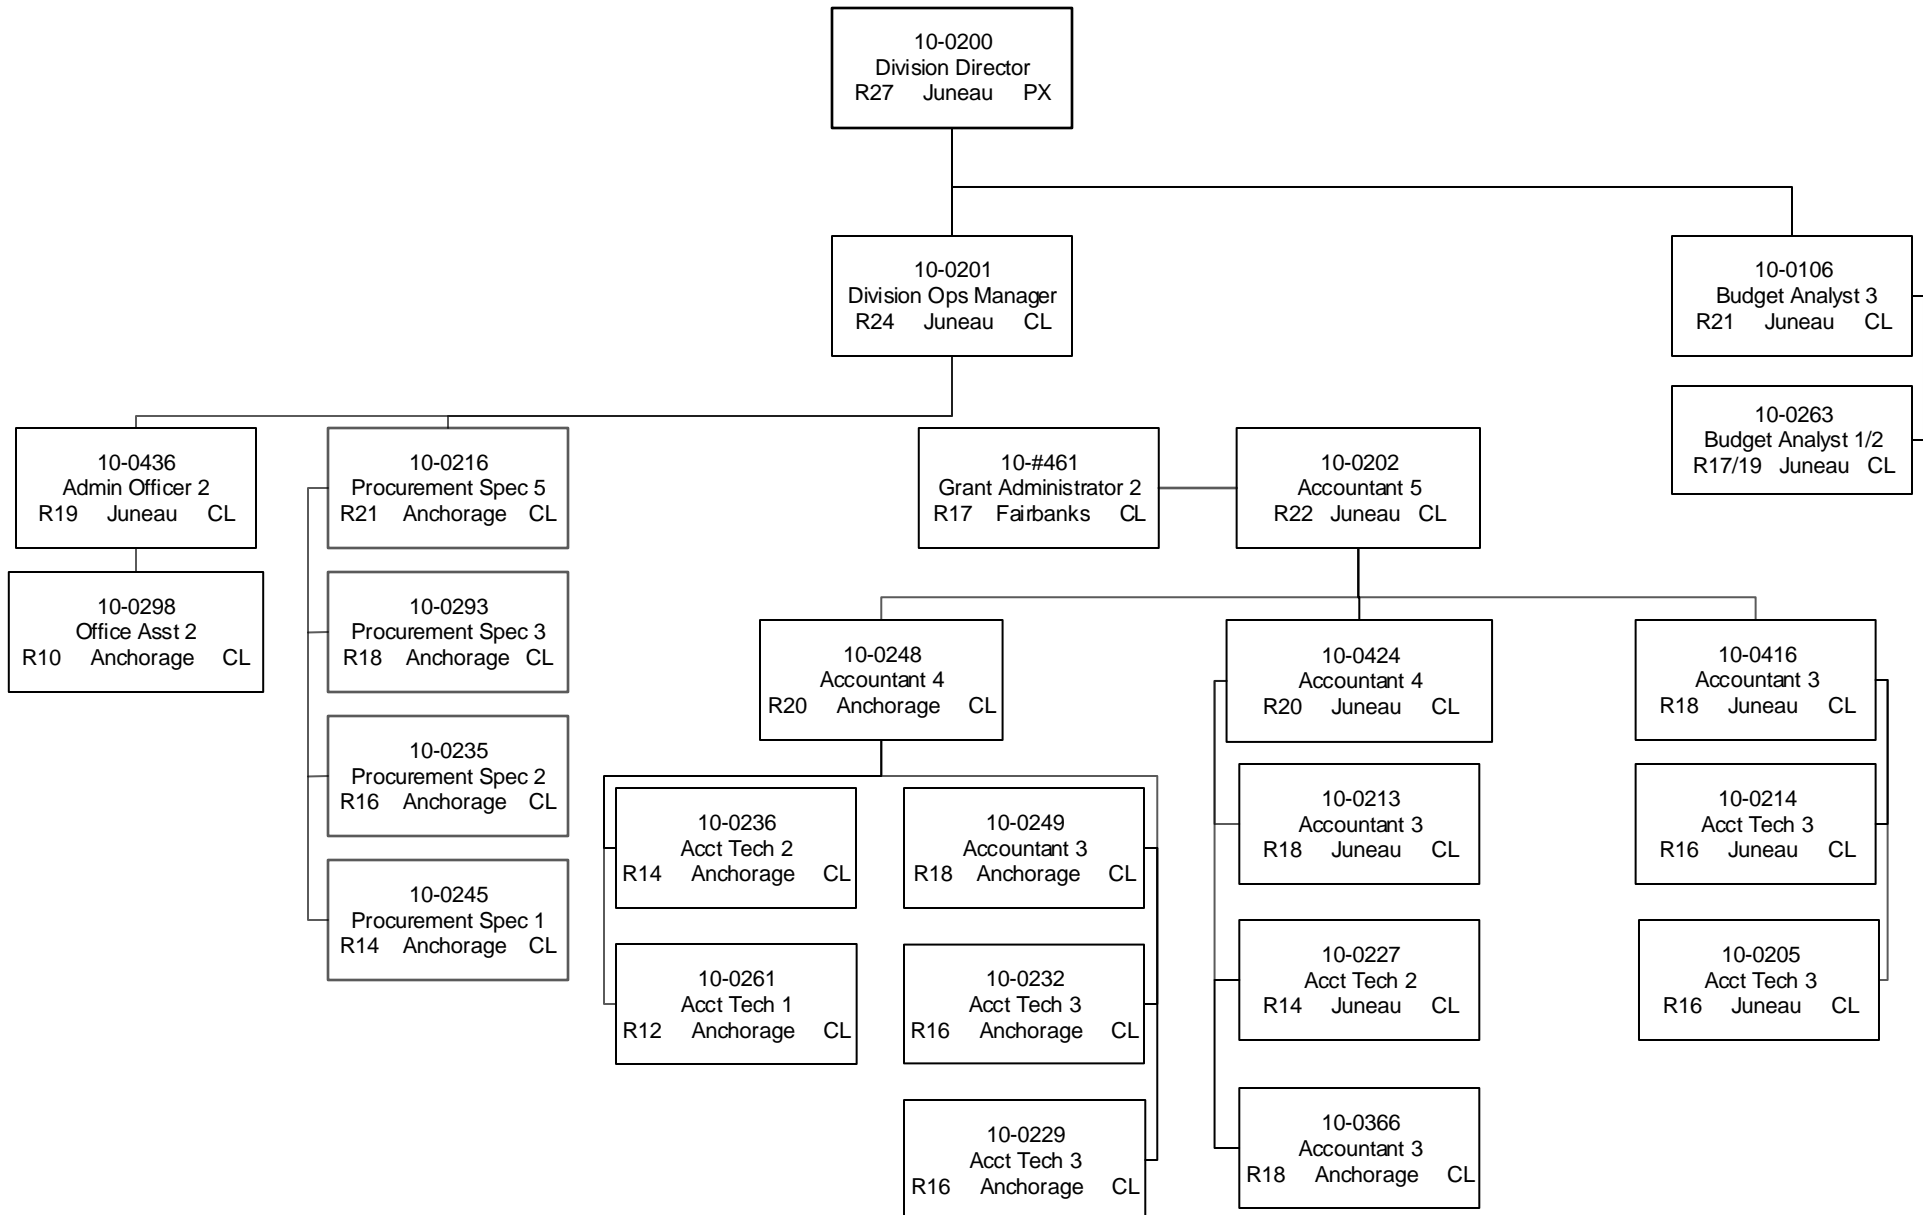 10-0200
Division Director
R27 Juneau PX
10-0201
Division Ops Manager
R24 Juneau CL
10-0106
Budget Analyst 3
R21 Juneau CL
10-0263
Budget Analyst 1/2
R17/19 Juneau CL
10-0436
Admin Officer 2
R19 Juneau CL
10-0216
Procurement Spec 5
R21 Anchorage CL
10-#461
Grant Administrator 2
R17 Fairbanks CL
10-0202
Accountant 5
R22 Juneau CL
10-0298
Office Asst 2
R10 Anchorage CL
10-0293
Procurement Spec 3
R18 Anchorage CL
10-0248
Accountant 4
R20 Anchorage CL
10-0424
Accountant 4
R20 Juneau CL
10-0416
Accountant 3
R18 Juneau CL
10-0235
Procurement Spec 2
R16 Anchorage CL
10-0236
Acct Tech 2
R14 Anchorage CL
10-0249
Accountant 3
R18 Anchorage CL
10-0213
Accountant 3
R18 Juneau CL
10-0214
Acct Tech 3
R16 Juneau CL
10-0245
Procurement Spec 1
R14 Anchorage CL
10-0261
Acct Tech 1
R12 Anchorage CL
10-0232
Acct Tech 3
R16 Anchorage CL
10-0227
Acct Tech 2
R14 Juneau CL
10-0205
Acct Tech 3
R16 Juneau CL
10-0229
Acct Tech 3
R16 Anchorage CL
10-0366
Accountant 3
R18 Anchorage CL